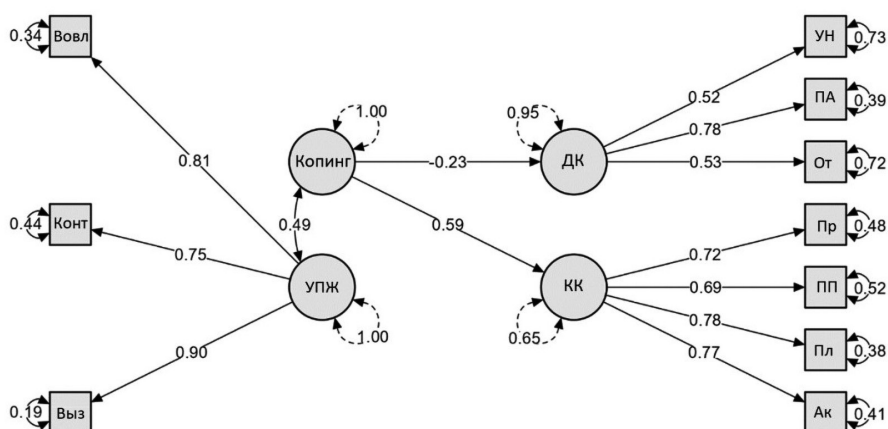 0.34 Вовл
УН 0.73
0.52
ПА 0.39
1.00
0.95
0.78
0.81
Копинг
-0.23
ДК
0.53
От 0.72
0.44 Конт
0.49
0.59
0.72
Пр 0.48
0.75
УПЖ
КК
0.69
ПП 0.52
1.00
0.65
0.78
Пл 0.38
0.90
0.77
0.19 Выз
Ак 0.41